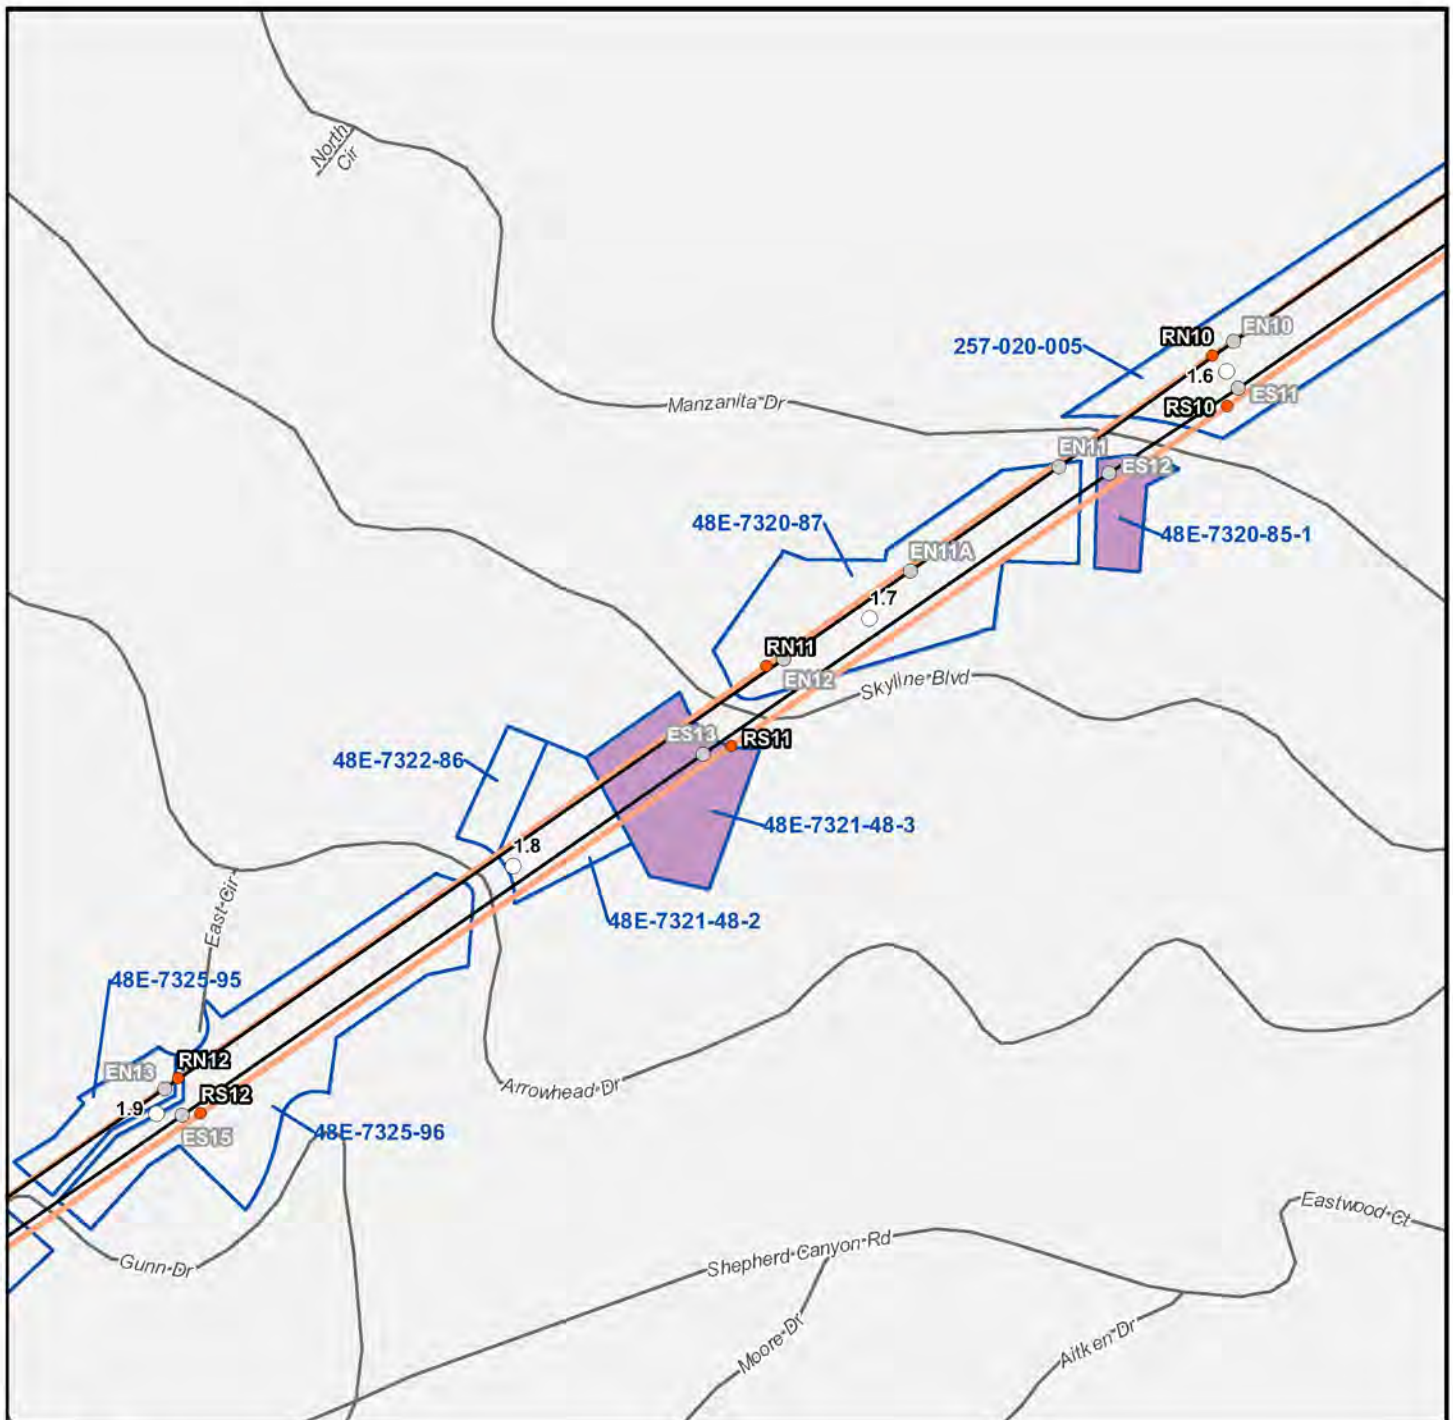 North
Cir
EN10
RN10
257-020-005
1.6
ES11
RS10
Manzanita Dr
EN11
ES12
48E-7320-87
48E-7320-85-1
EN11A
1.7
RN11
EN12
Skyline Blvd
ES13
RS11
48E-7322-86
48E-7321-48-3
1.8
48E-7321-48-2
East Cir
48E-7325-95
RN12
EN13
RS12
1.9
ES15
48E-7325-96
Arrowhead Dr
Gunn Dr
Shepherd Canyon Rd
Eastwood Ct
Moore Dr
Aitken Dr